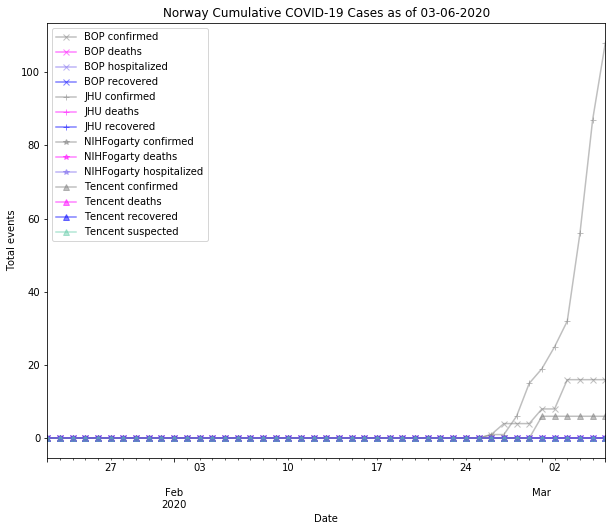 Norway Cumulative COVID-19 Cases as of 03-06-2020
BOP confirmed
BOP deaths
BOP hospitalized
BOP recovered
JHU confirmed
JHU deaths
JHU recovered
NIHFogarty confirmed
NIHFogarty deaths
NIHFogarty hospitalized
Tencent confirmed
Tencent deaths
Tencent recovered
Tencent suspected
Total events
100
80
60
40
20
0
27 03 10 17 24 02
Feb Mar
2020
Date